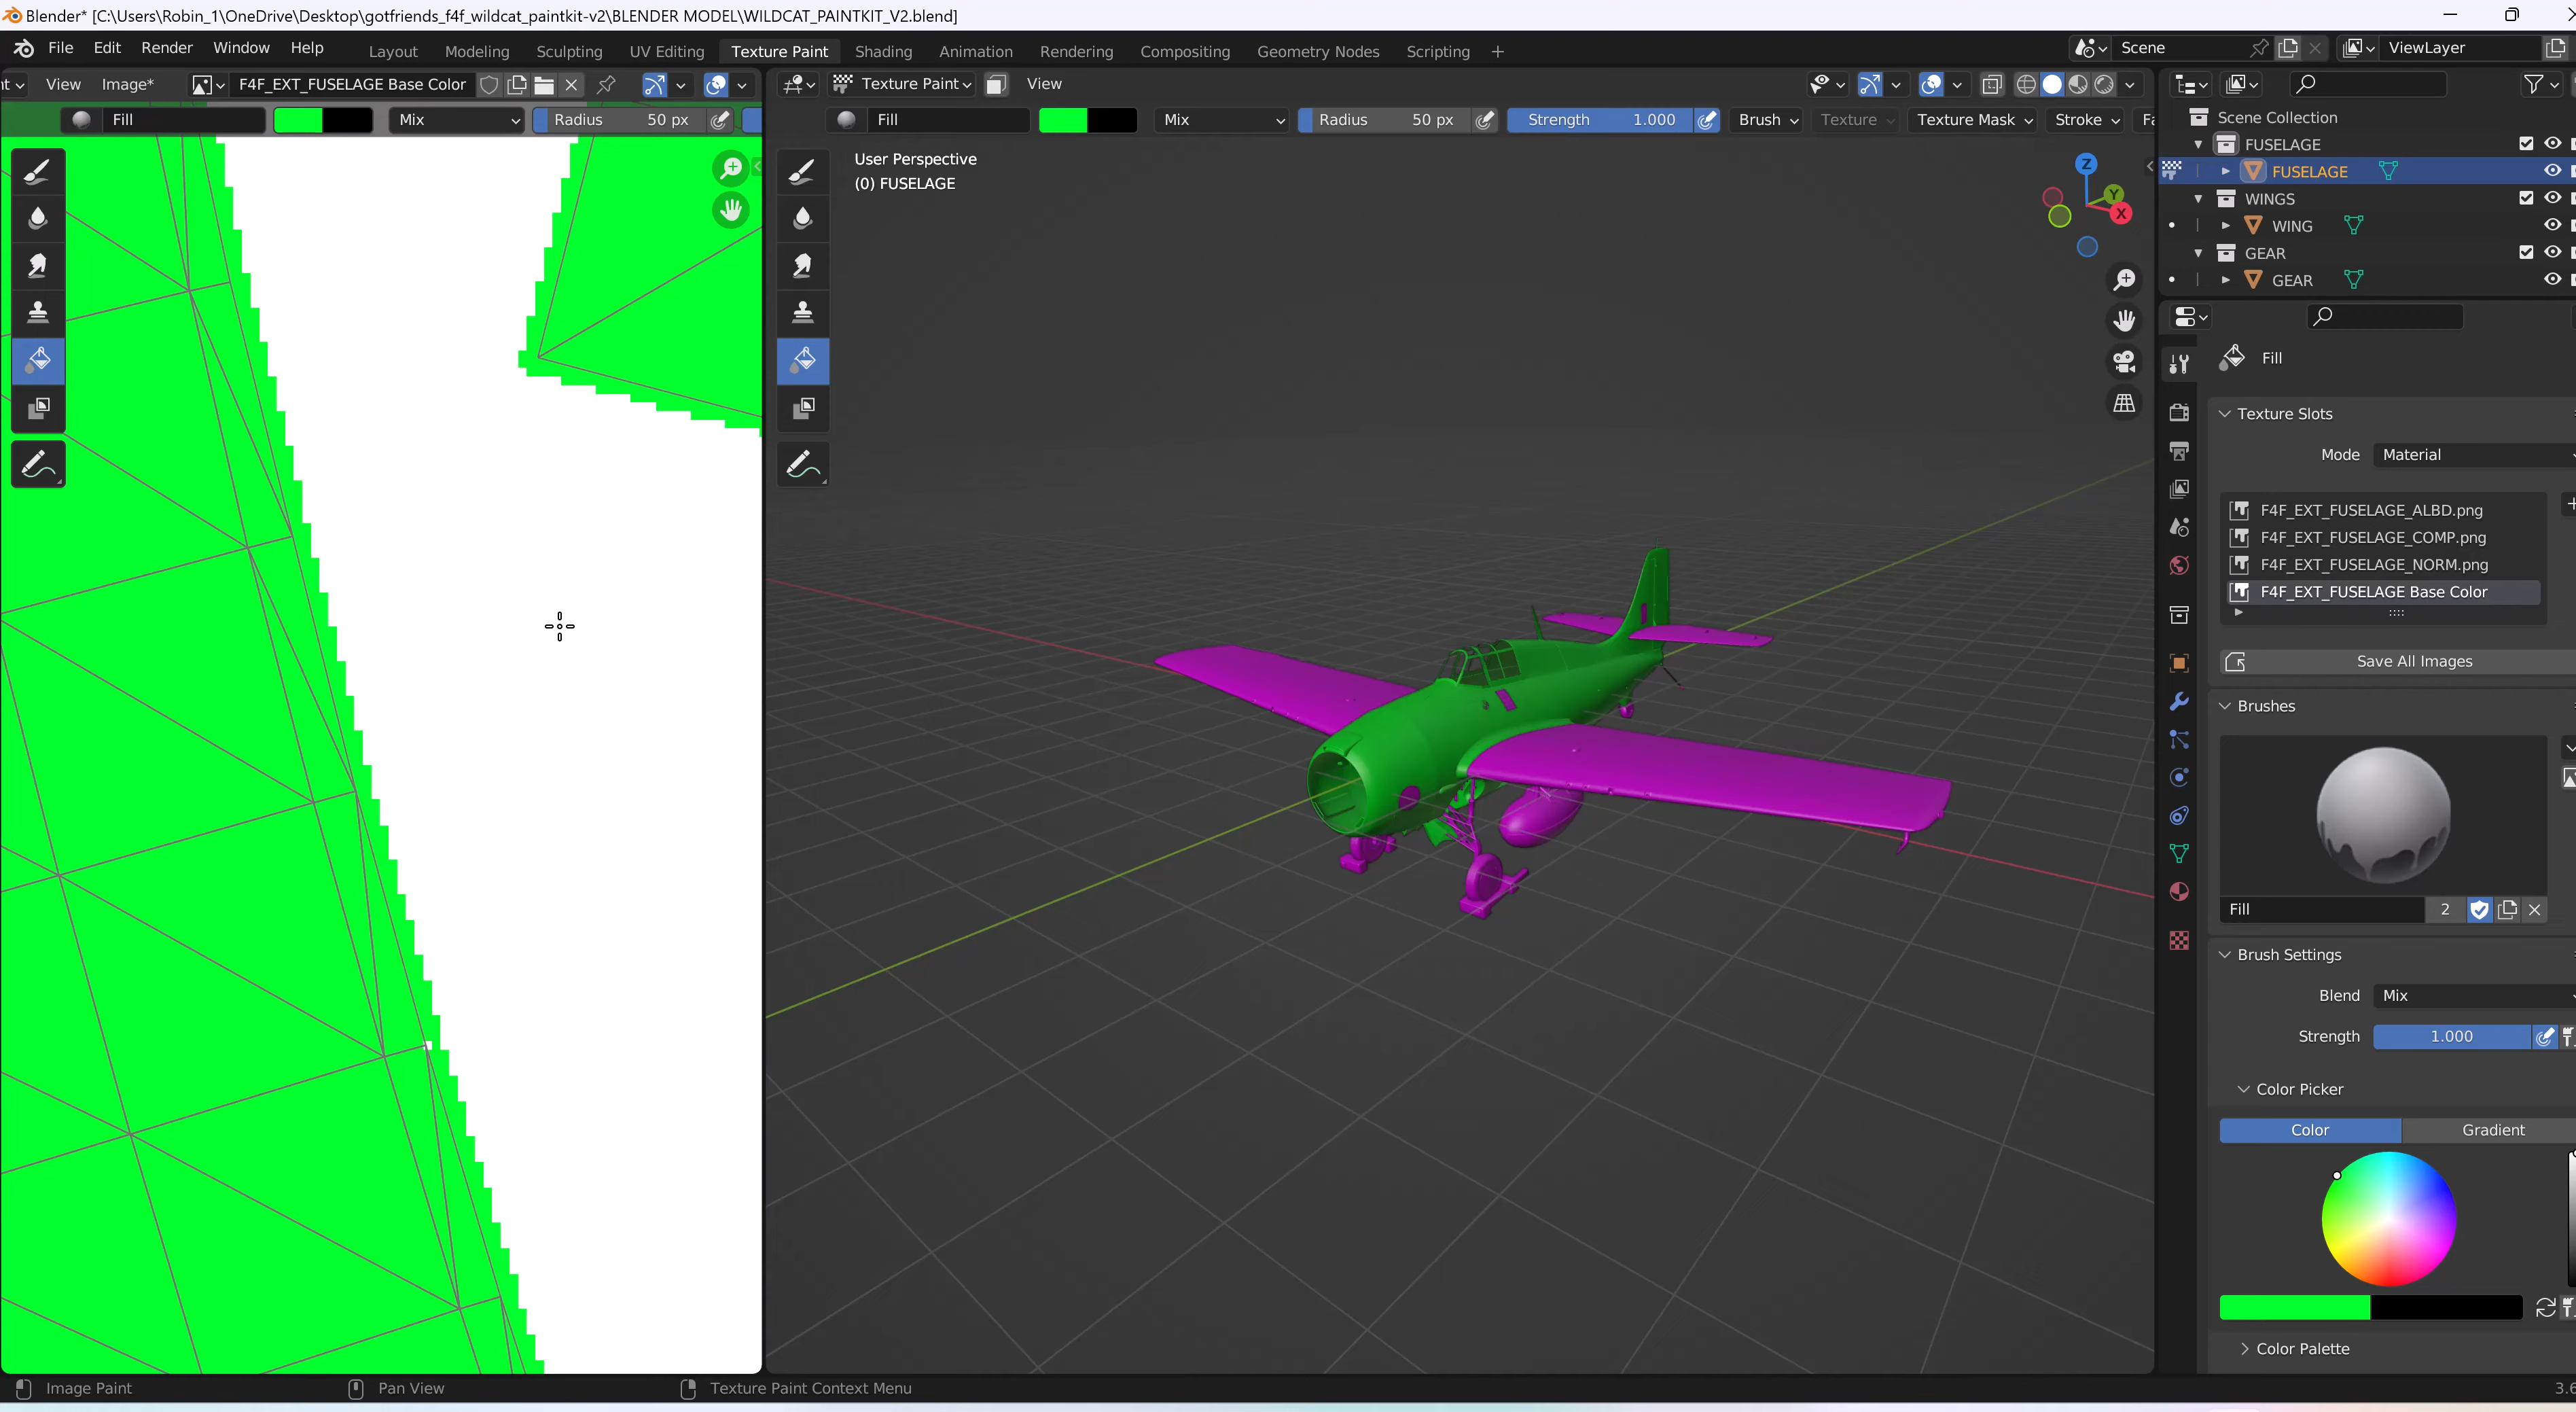 Blender* [C:\Users\Robin_1\OneDrive\Desktop\gotfriends_f4f_wildcat_paintkit-v2\BLENDER MODEL\WILDCAT_PAINTKIT_V2.blend]
File Edit Render Window Help Layout Modeling Sculpting UV Editing Texture Paint Shading Animation Rendering Compositing Geometry Nodes Scripting + Scene ViewLayer
View Image* F4F_EXT_FUSELAGE Base Color Texture Paint View
Fill Mix Radius 50 px Fill Mix Radius 50 px Strength 1.000 Brush Texture Texture Mask Stroke
User Perspective
(0) FUSELAGE
Z
Y
X
Scene Collection
FUSELAGE
FUSELAGE
WINGS
WING
GEAR
GEAR
Fill
Texture Slots
Mode Material
F4F_EXT_FUSELAGE_ALBD.png
F4F_EXT_FUSELAGE_COMP.png
F4F_EXT_FUSELAGE_NORM.png
F4F_EXT_FUSELAGE Base Color
Save All Images
Brushes
Fill 2
Brush Settings
Blend Mix
Strength 1.000
Color Picker
Color Gradient
Color Palette
Image Paint Pan View Texture Paint Context Menu